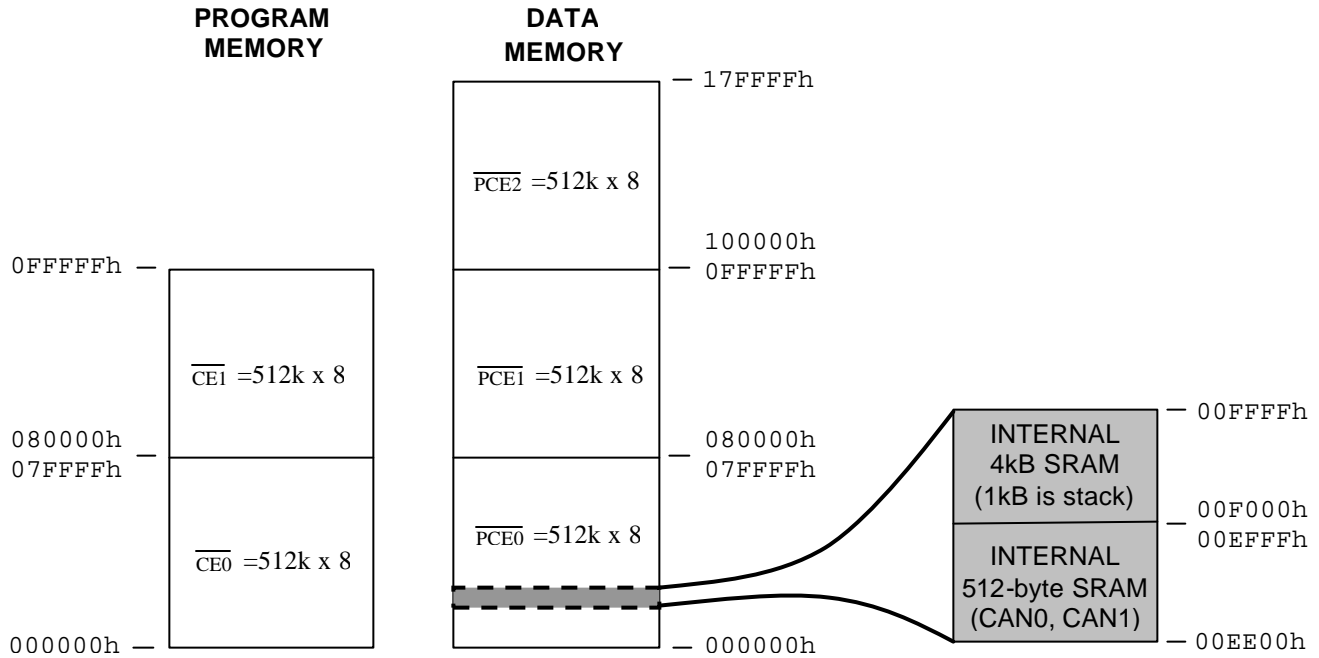 PROGRAM
MEMORY
DATA
MEMORY
17FFFFh
PCE2 =512k x 8
100000h
0FFFFFh
0FFFFFh
CE1 =512k x 8
PCE1 =512k x 8
080000h
07FFFFh
080000h
07FFFFh
CE0 =512k x 8
PCE0 =512k x 8
000000h
000000h
00FFFFh
INTERNAL
4kB SRAM
(1kB is stack)
00F000h
00EFFFh
INTERNAL
512-byte SRAM
(CAN0, CAN1)
00EE00h